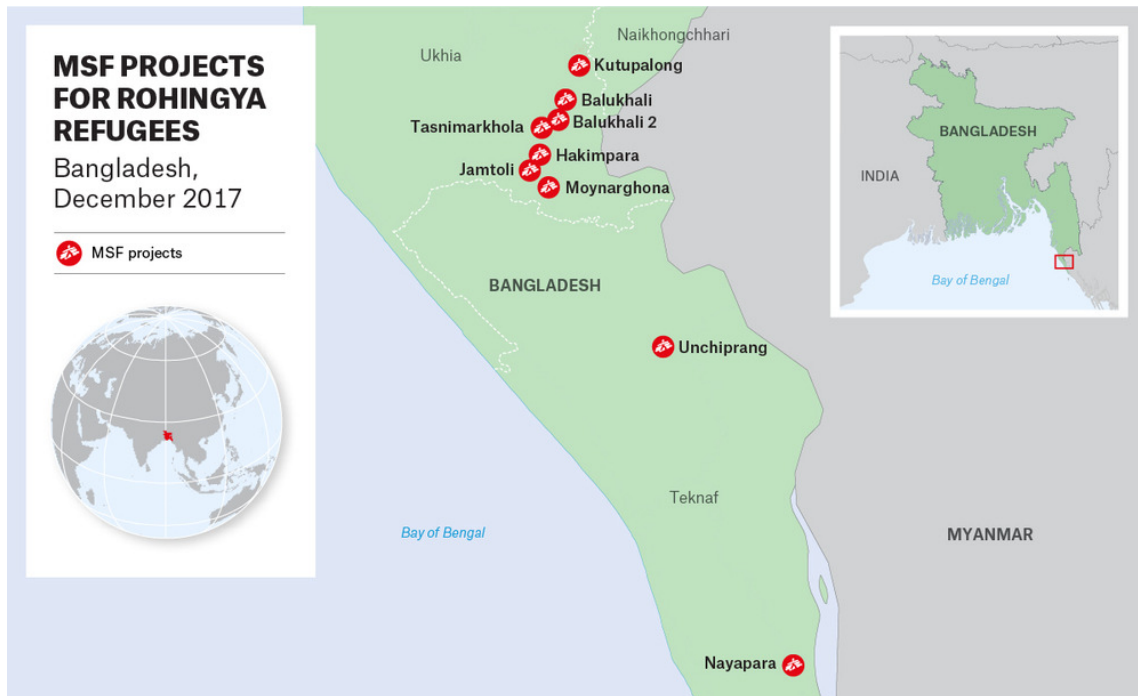 MSF PROJECTS
FOR ROHINGYA
REFUGEES
Bangladesh,
December 2017
MSF projects
Ukhia
Naikhongchhari
Kutupalong
Balukhali
Balukhali 2
Tasnimarkhola
Hakimpara
Jamtoli
Moynarghona
BANGLADESH
Unchiprang
Teknaf
Bay of Bengal
MYANMAR
Nayapara
BANGLADESH
INDIA
Bay of Bengal